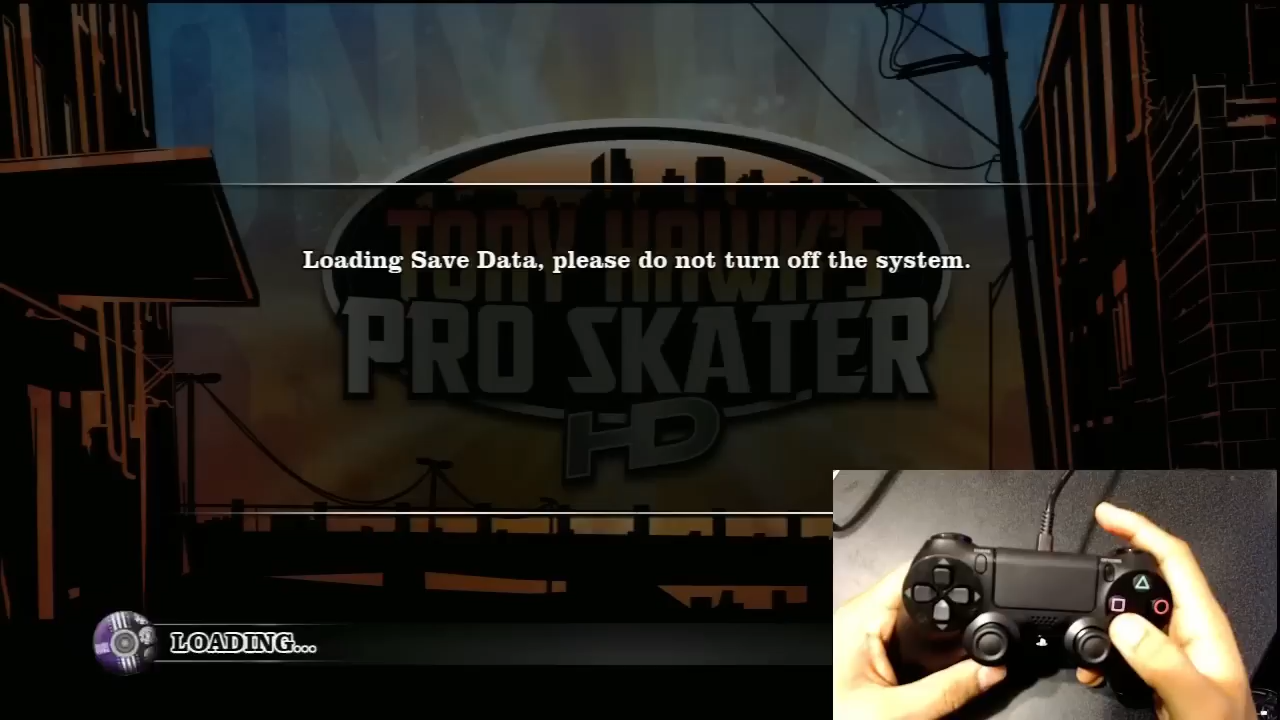 TONY HAWK'S
Loading Save Data, please do not turn off the system.
PRO SKATER
HD
LOADING...